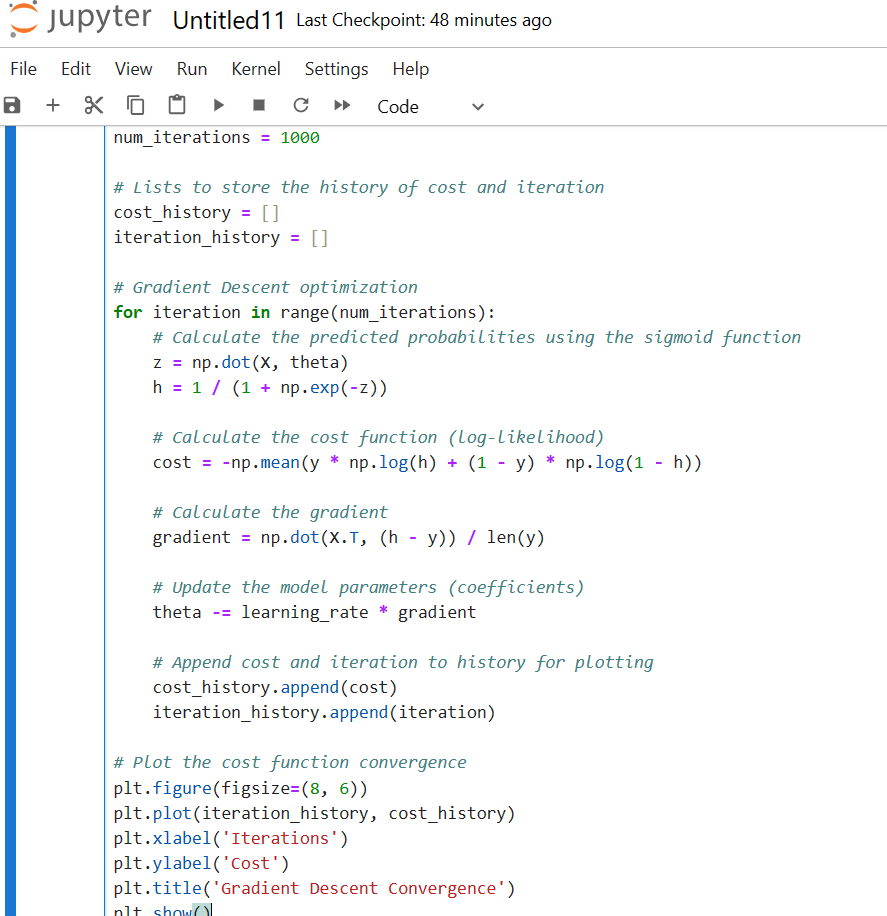 jupyter Untitled11 Last Checkpoint: 48 minutes ago
File Edit View Run Kernel Settings Help
Code
num_iterations = 1000
# Lists to store the history of cost and iteration
cost_history = []
iteration_history = []
# Gradient Descent optimization
for iteration in range(num_iterations):
    # Calculate the predicted probabilities using the sigmoid function
    z = np.dot(X, theta)
    h = 1 / (1 + np.exp(-z))
    # Calculate the cost function (log-likelihood)
    cost = -np.mean(y * np.log(h) + (1 - y) * np.log(1 - h))
    # Calculate the gradient
    gradient = np.dot(X.T, (h - y)) / len(y)
    # Update the model parameters (coefficients)
    theta -= learning_rate * gradient
    # Append cost and iteration to history for plotting
    cost_history.append(cost)
    iteration_history.append(iteration)
# Plot the cost function convergence
plt.figure(figsize=(8, 6))
plt.plot(iteration_history, cost_history)
plt.xlabel('Iterations')
plt.ylabel('Cost')
plt.title('Gradient Descent Convergence')
plt.show()